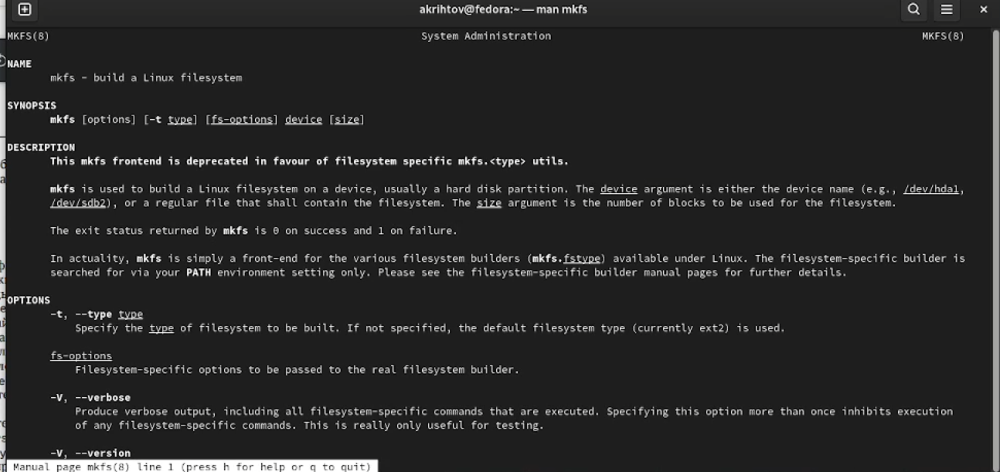 akrihtov@fedora:~ — man mkfs
MKFS(8) System Administration MKFS(8)
NAME
mkfs - build a Linux filesystem
SYNOPSIS
mkfs [options] [-t type] [fs-options] device [size]
DESCRIPTION
This mkfs frontend is deprecated in favour of filesystem specific mkfs.<type> utils.
mkfs is used to build a Linux filesystem on a device, usually a hard disk partition. The device argument is either the device name (e.g., /dev/hda1,
/dev/sdb2), or a regular file that shall contain the filesystem. The size argument is the number of blocks to be used for the filesystem.
The exit status returned by mkfs is 0 on success and 1 on failure.
In actuality, mkfs is simply a front-end for the various filesystem builders (mkfs.fstype) available under Linux. The filesystem-specific builder is
searched for via your PATH environment setting only. Please see the filesystem-specific builder manual pages for further details.
OPTIONS
-t, --type type
Specify the type of filesystem to be built. If not specified, the default filesystem type (currently ext2) is used.
fs-options
Filesystem-specific options to be passed to the real filesystem builder.
-V, --verbose
Produce verbose output, including all filesystem-specific commands that are executed. Specifying this option more than once inhibits execution
of any filesystem-specific commands. This is really only useful for testing.
-V, --version
Manual page mkfs(8) line 1 (press h for help or q to quit)